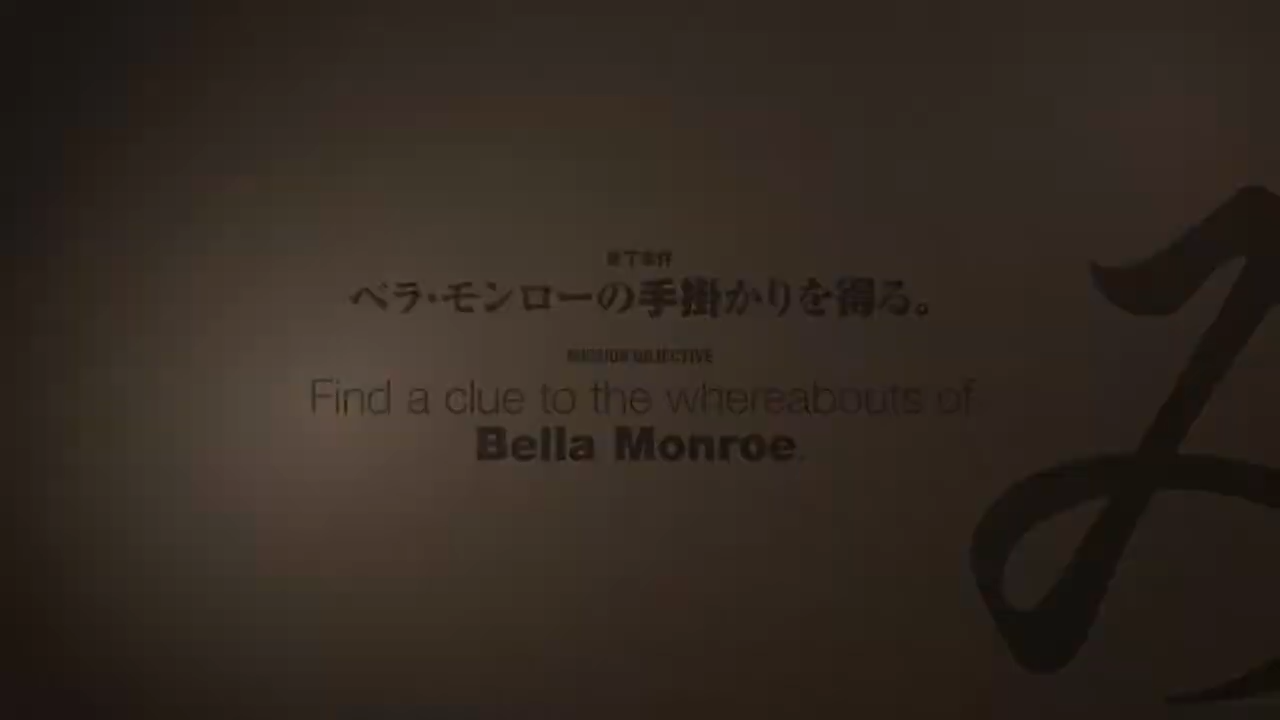 ベラ・モンローの手掛かりを得る。
MISSION OBJECTIVE
Find a clue to the whereabouts of
Bella Monroe.
み